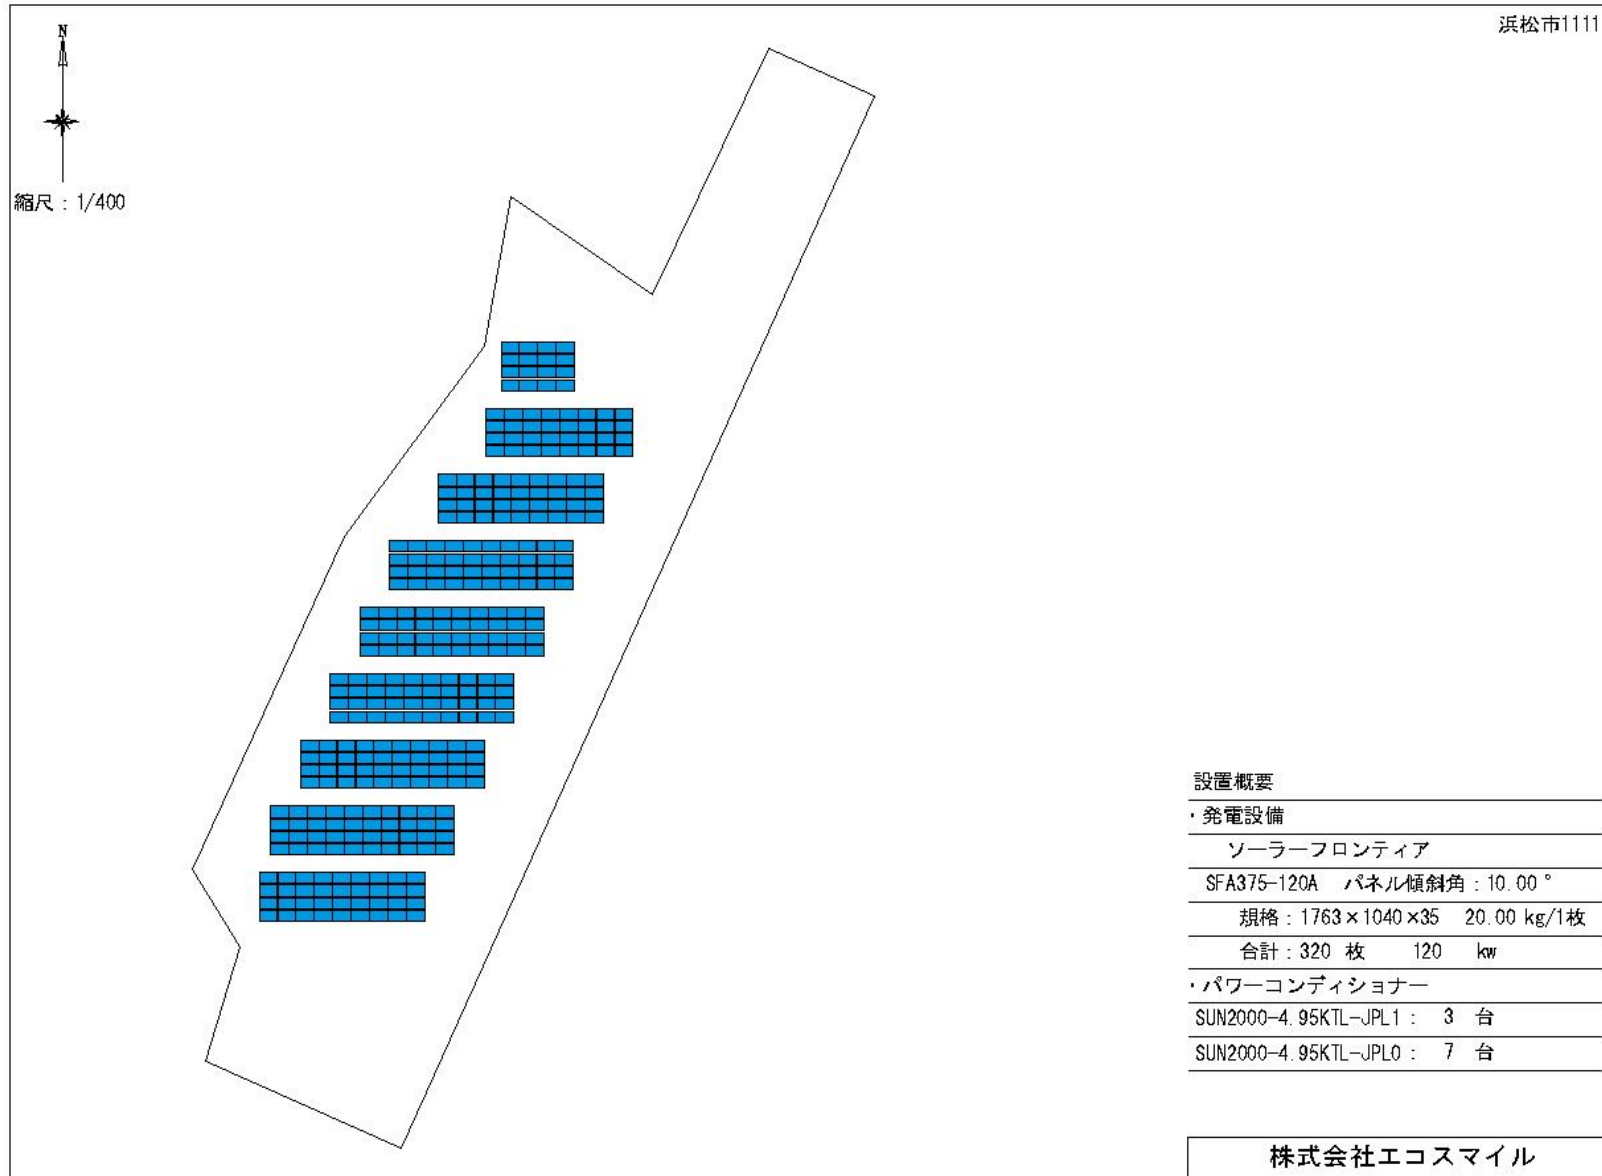 浜松市1111
N
縮尺：1/400
設置概要
・発電設備
ソーラーフロンティア
SFA375-120A パネル傾斜角：10.00°
規格：1763×1040×35 20.00 kg/1枚
合計：320 枚 120 kw
・パワーコンディショナー
SUN2000-4.95KTL-JPL1： 3 台
SUN2000-4.95KTL-JPL0： 7 台
株式会社エコスマイル